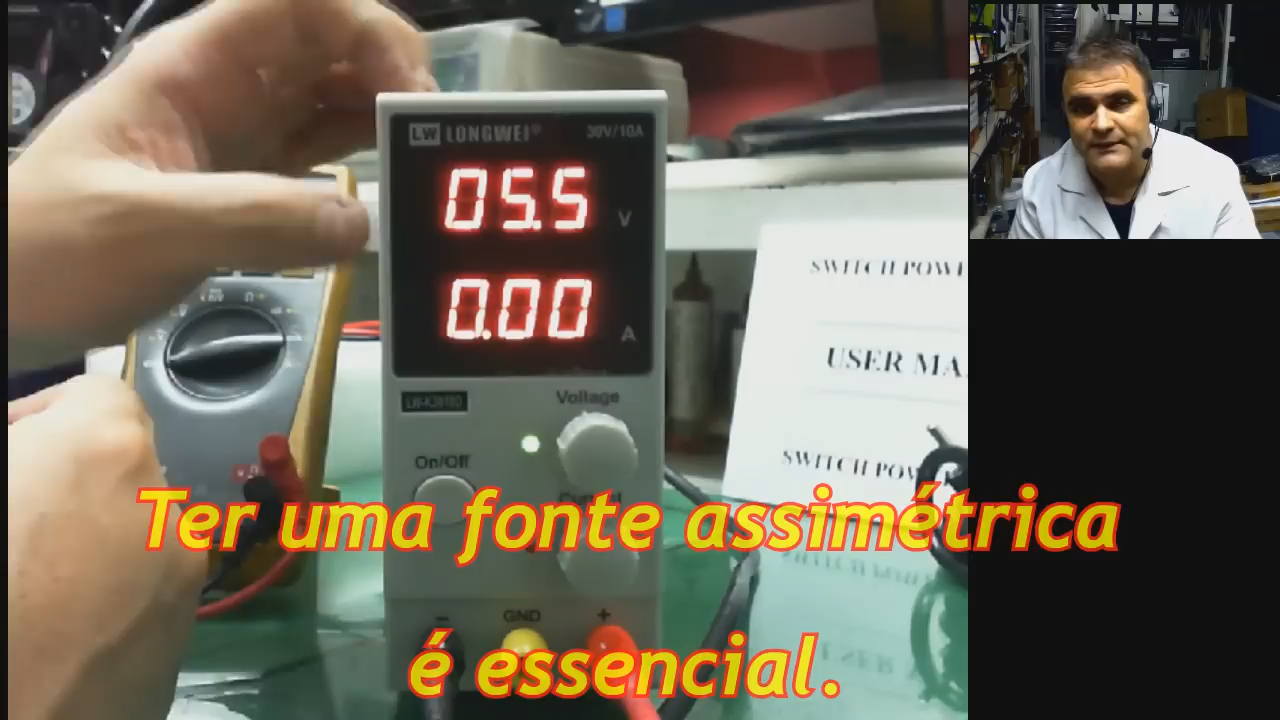 LW LONGWEI®
30V/10A
05.5 V
0.00 A
Voltage
On/Off
GND
+
SWITCH POW
USER MA
SWITCH POW
Ter uma fonte assimétrica
é essencial.